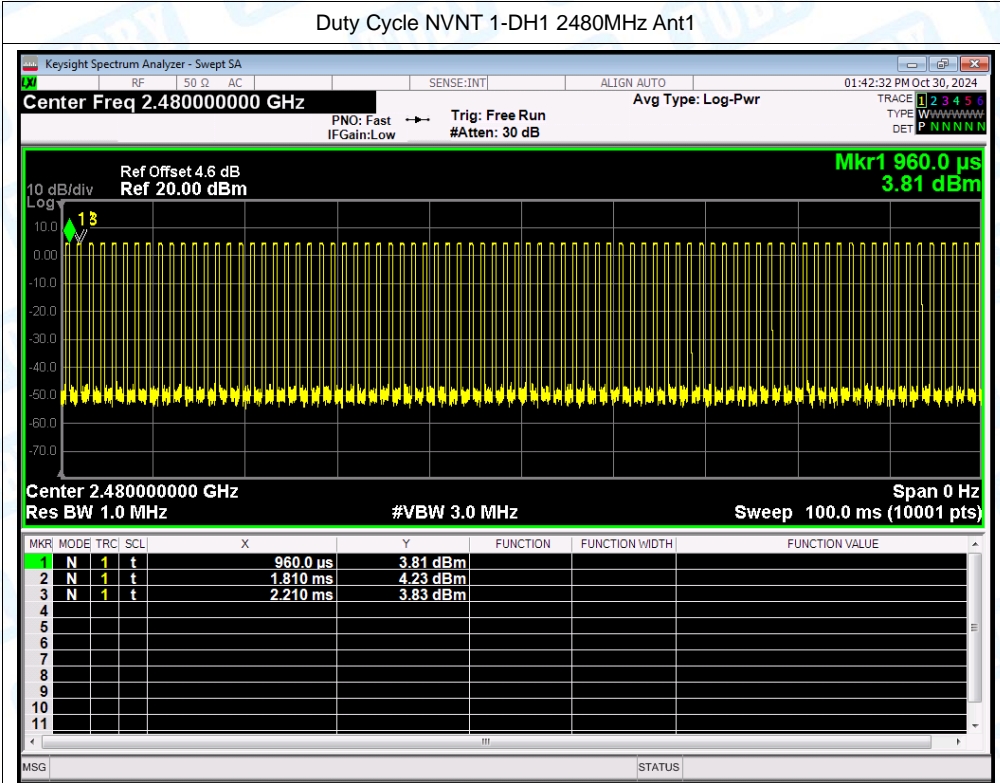 Duty Cycle NVNT 1-DH1 2480MHz Ant1
Keysight Spectrum Analyzer - Swept SA
LXI RF 50 Ω AC SENSE:INT ALIGN AUTO 01:42:32 PM Oct 30, 2024
Center Freq 2.480000000 GHz
Avg Type: Log-Pwr
TRACE 1 2 3 4 5 6
PNO: Fast Trig: Free Run
TYPE WWWWWW
IFGain:Low #Atten: 30 dB
DET P N N N N N
Mkr1 960.0 µs
3.81 dBm
Ref Offset 4.6 dB
10 dB/div Ref 20.00 dBm
Log
10.0
0.00
-10.0
-20.0
-30.0
-40.0
-50.0
-60.0
-70.0
Center 2.480000000 GHz Span 0 Hz
Res BW 1.0 MHz #VBW 3.0 MHz Sweep 100.0 ms (10001 pts)
MKR MODE TRC SCL X Y FUNCTION FUNCTION WIDTH FUNCTION VALUE
1 N 1 t 960.0 µs 3.81 dBm
2 N 1 t 1.810 ms 4.23 dBm
3 N 1 t 2.210 ms 3.83 dBm
4
5
6
7
8
9
10
11
MSG STATUS